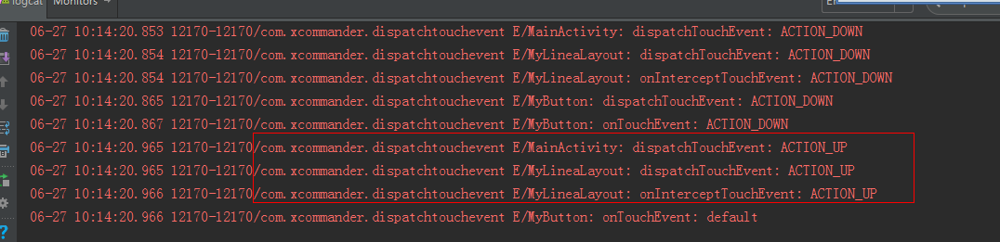 logcat Monitors
06-27 10:14:20.853 12170-12170/com.xcommander.dispatchtouchevent E/MainActivity: dispatchTouchEvent: ACTION_DOWN
06-27 10:14:20.854 12170-12170/com.xcommander.dispatchtouchevent E/MyLineaLayout: dispatchTouchEvent: ACTION_DOWN
06-27 10:14:20.854 12170-12170/com.xcommander.dispatchtouchevent E/MyLineaLayout: onInterceptTouchEvent: ACTION_DOWN
06-27 10:14:20.865 12170-12170/com.xcommander.dispatchtouchevent E/MyButton: dispatchTouchEvent: ACTION_DOWN
06-27 10:14:20.867 12170-12170/com.xcommander.dispatchtouchevent E/MyButton: onTouchEvent: ACTION_DOWN
06-27 10:14:20.965 12170-12170/com.xcommander.dispatchtouchevent E/MainActivity: dispatchTouchEvent: ACTION_UP
06-27 10:14:20.965 12170-12170/com.xcommander.dispatchtouchevent E/MyLineaLayout: dispatchTouchEvent: ACTION_UP
06-27 10:14:20.966 12170-12170/com.xcommander.dispatchtouchevent E/MyLineaLayout: onInterceptTouchEvent: ACTION_UP
06-27 10:14:20.966 12170-12170/com.xcommander.dispatchtouchevent E/MyButton: onTouchEvent: default